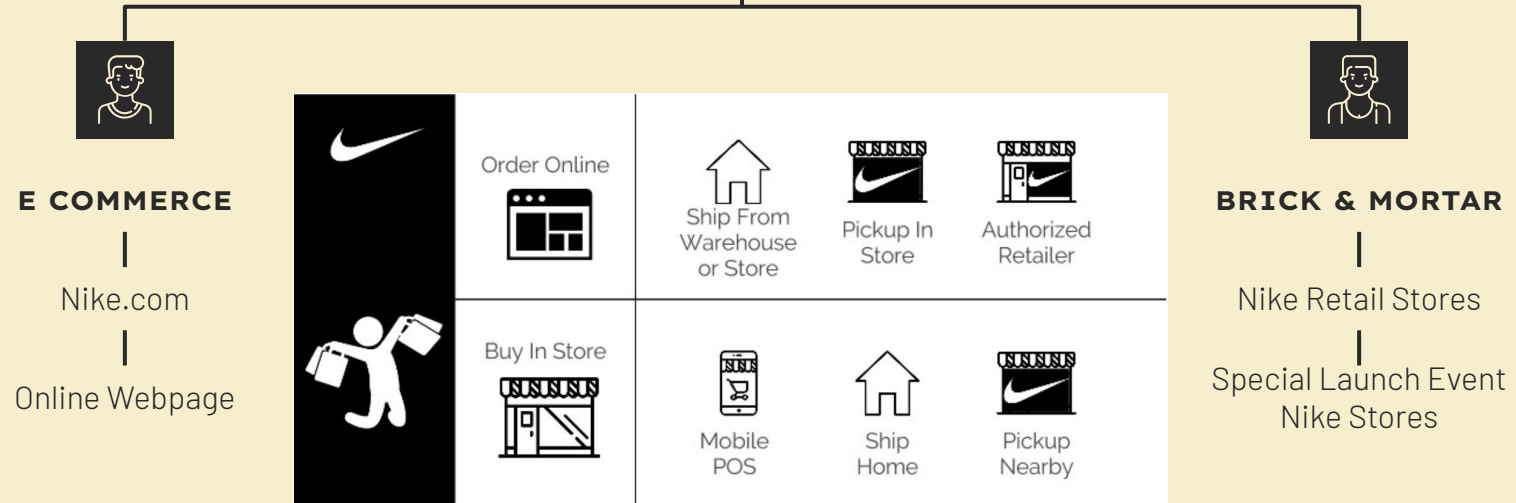 E COMMERCE
Nike.com
Online Webpage
Order Online
Ship From
Warehouse
or Store
Pickup In
Store
Authorized
Retailer
Buy In Store
Mobile
POS
Ship
Home
Pickup
Nearby
BRICK & MORTAR
Nike Retail Stores
Special Launch Event
Nike Stores